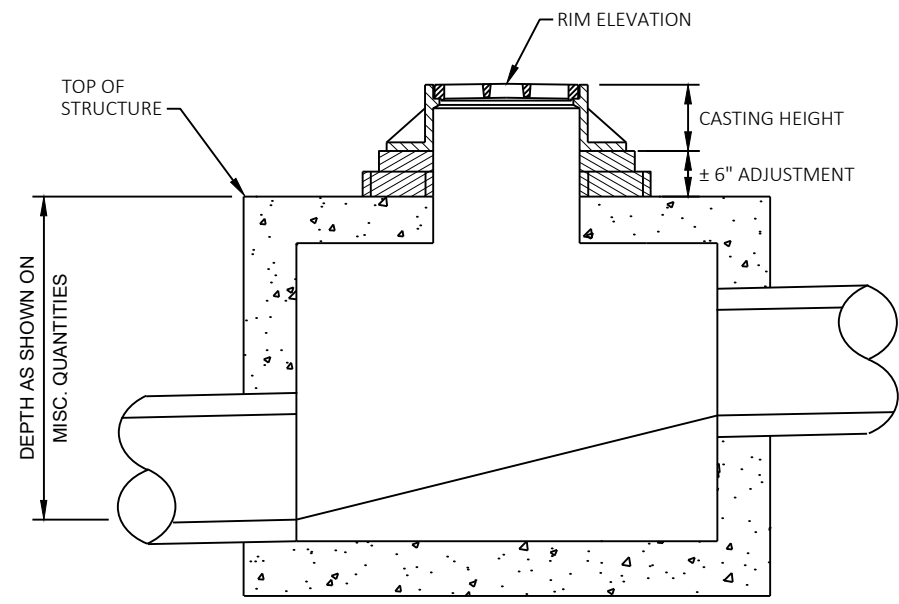 RIM ELEVATION
TOP OF
STRUCTURE
CASTING HEIGHT
± 6" ADJUSTMENT
DEPTH AS SHOWN ON
MISC. QUANTITIES